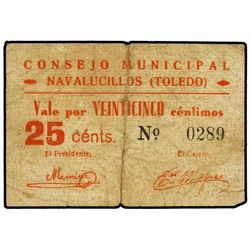 CONSEJO MUNICIPAL
NAVALUCILLOS (TOLEDO)
Vale por VEINTICINCO céntimos
25 cénts. Nº 0289
El Presidente, El Cajero,